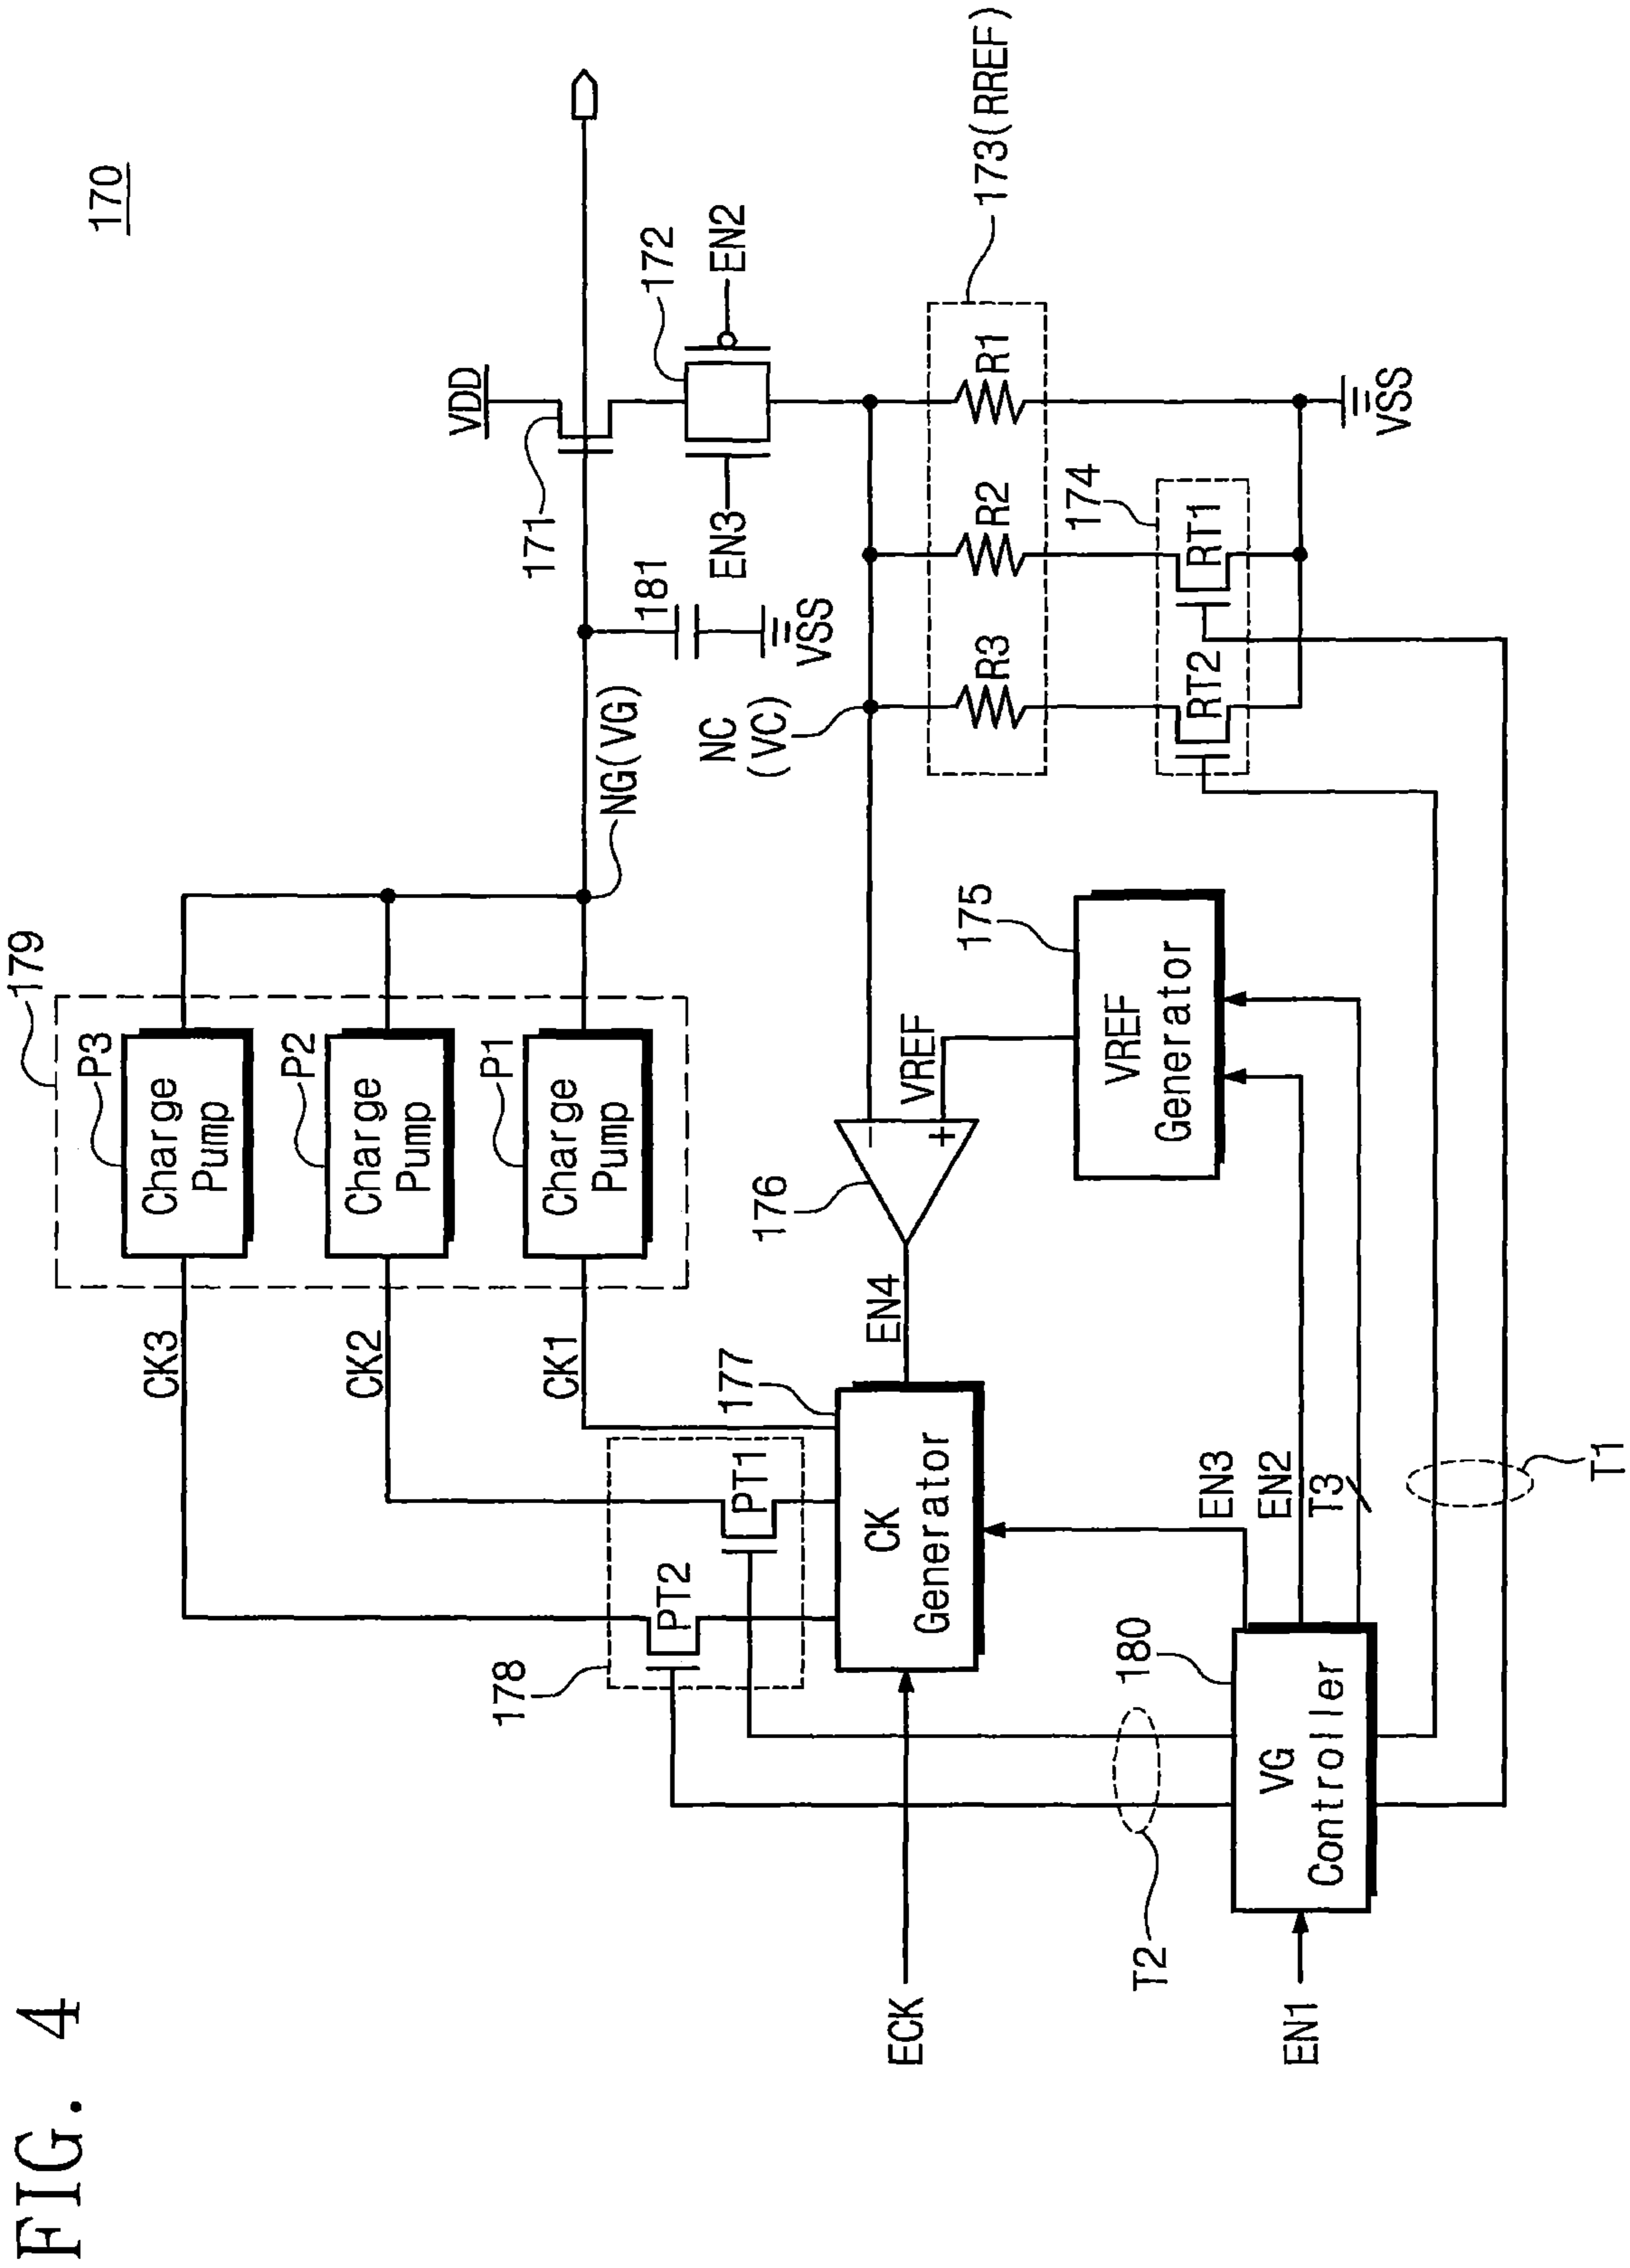 FIG. 4
170
179
P3
Charge
Pump
P2
Charge
Pump
P1
Charge
Pump
CK3
CK2
CK1
NG(VG)
VDD
171
181
VSS
172
EN3
EN2
NC
(VC)
173(RREF)
R3
R2
R1
174
RT2
RT1
VSS
178
PT2
PT1
177
CK
Generator
EN4
176
-
+
VREF
175
VREF
Generator
ECK
EN3
EN2
T3
T2
T1
180
VG
Controller
EN1